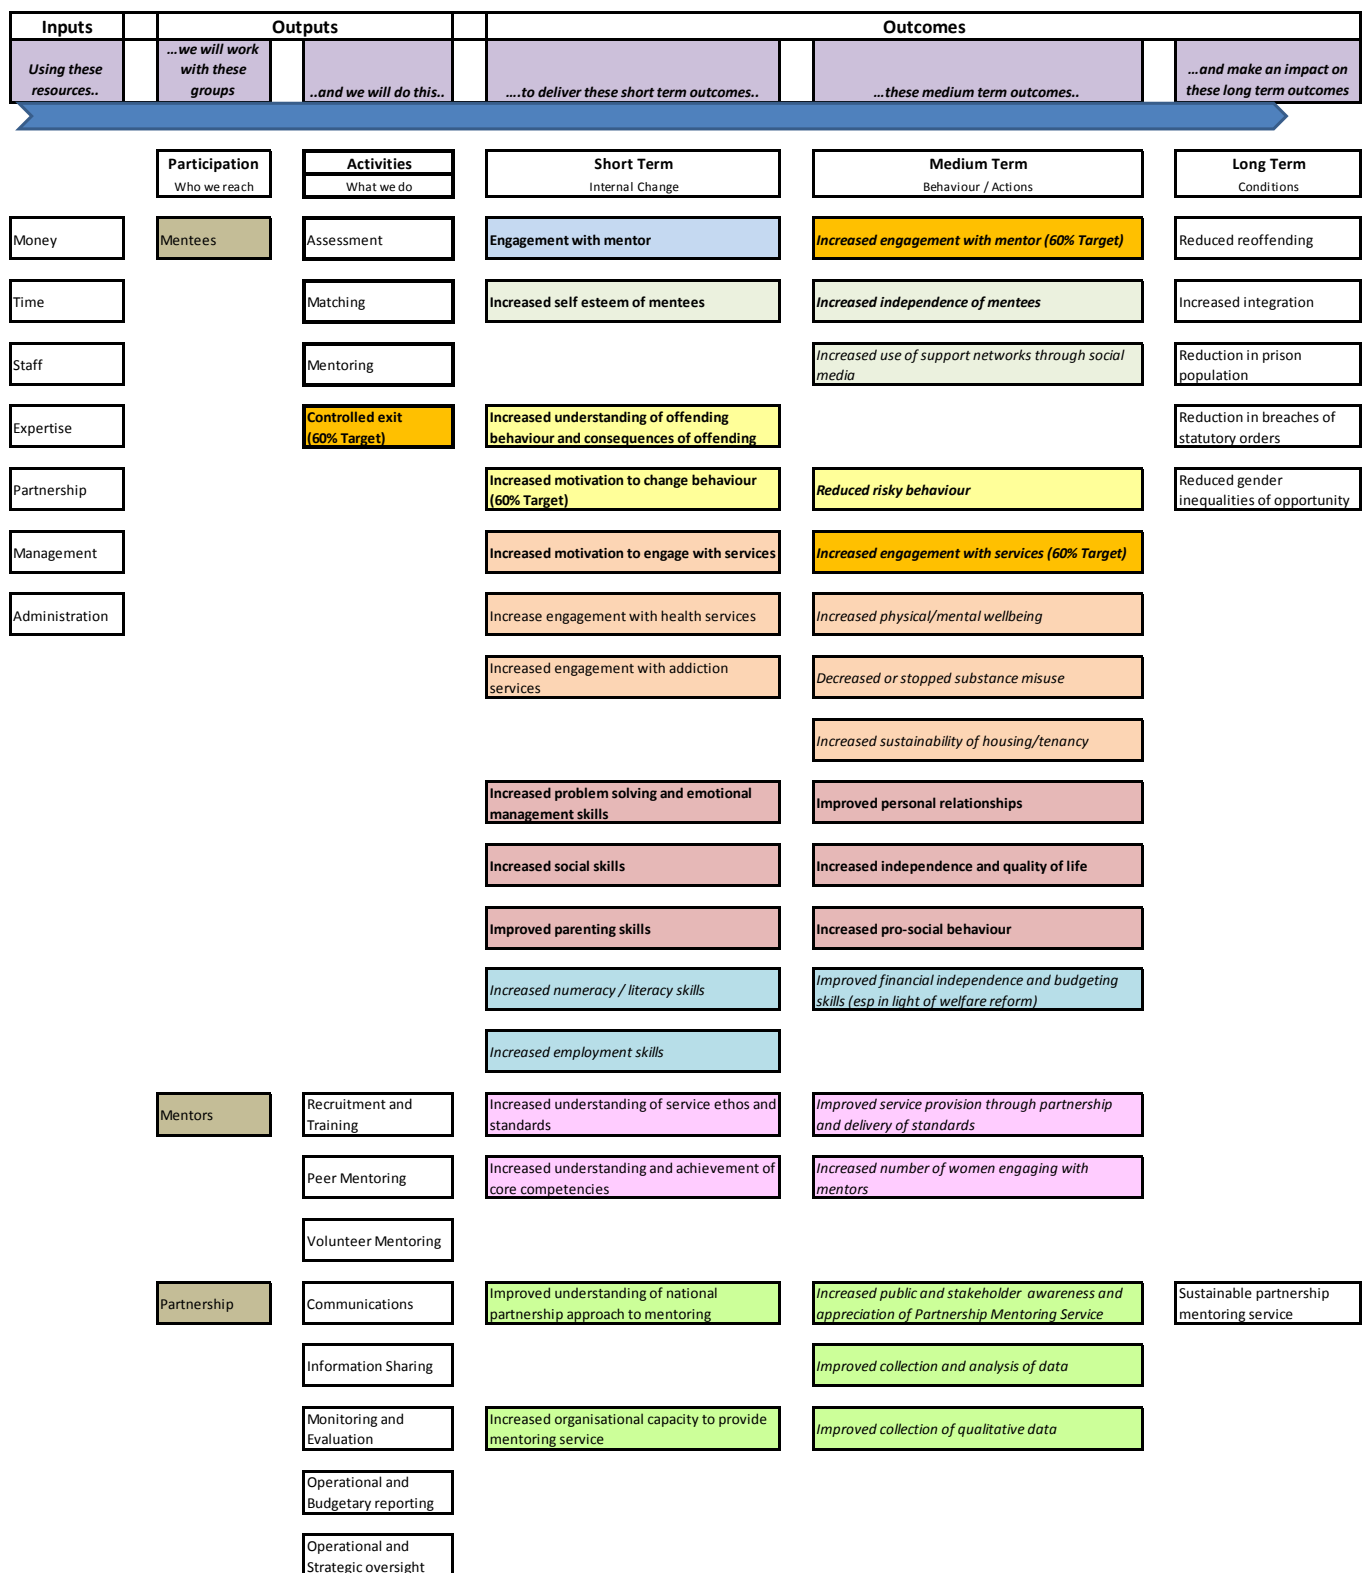 Inputs Outputs Outcomes
Using these
resources..
...we will work
with these
groups
..and we will do this..
....to deliver these short term outcomes..
...these medium term outcomes..
...and make an impact on
these long term outcomes
Participation
Who we reach
Activities
What we do
Short Term
Internal Change
Medium Term
Behaviour / Actions
Long Term
Conditions
Money
Mentees
Assessment
Engagement with mentor
Increased engagement with mentor (60% Target)
Reduced reoffending
Time
Matching
Increased self esteem of mentees
Increased independence of mentees
Increased integration
Staff
Mentoring
Increased use of support networks through social
media
Reduction in prison
population
Expertise
Controlled exit
(60% Target)
Increased understanding of offending
behaviour and consequences of offending
Reduction in breaches of
statutory orders
Partnership
Increased motivation to change behaviour
(60% Target)
Reduced risky behaviour
Reduced gender
inequalities of opportunity
Management
Increased motivation to engage with services
Increased engagement with services (60% Target)
Administration
Increase engagement with health services
Increased physical/mental wellbeing
Increased engagement with addiction
services
Decreased or stopped substance misuse
Increased sustainability of housing/tenancy
Increased problem solving and emotional
management skills
Improved personal relationships
Increased social skills
Increased independence and quality of life
Improved parenting skills
Increased pro-social behaviour
Increased numeracy / literacy skills
Improved financial independence and budgeting
skills (esp in light of welfare reform)
Increased employment skills
Mentors
Recruitment and
Training
Increased understanding of service ethos and
standards
Improved service provision through partnership
and delivery of standards
Peer Mentoring
Increased understanding and achievement of
core competencies
Increased number of women engaging with
mentors
Volunteer Mentoring
Partnership
Communications
Improved understanding of national
partnership approach to mentoring
Increased public and stakeholder awareness and
appreciation of Partnership Mentoring Service
Sustainable partnership
mentoring service
Information Sharing
Improved collection and analysis of data
Monitoring and
Evaluation
Increased organisational capacity to provide
mentoring service
Improved collection of qualitative data
Operational and
Budgetary reporting
Operational and
Strategic oversight